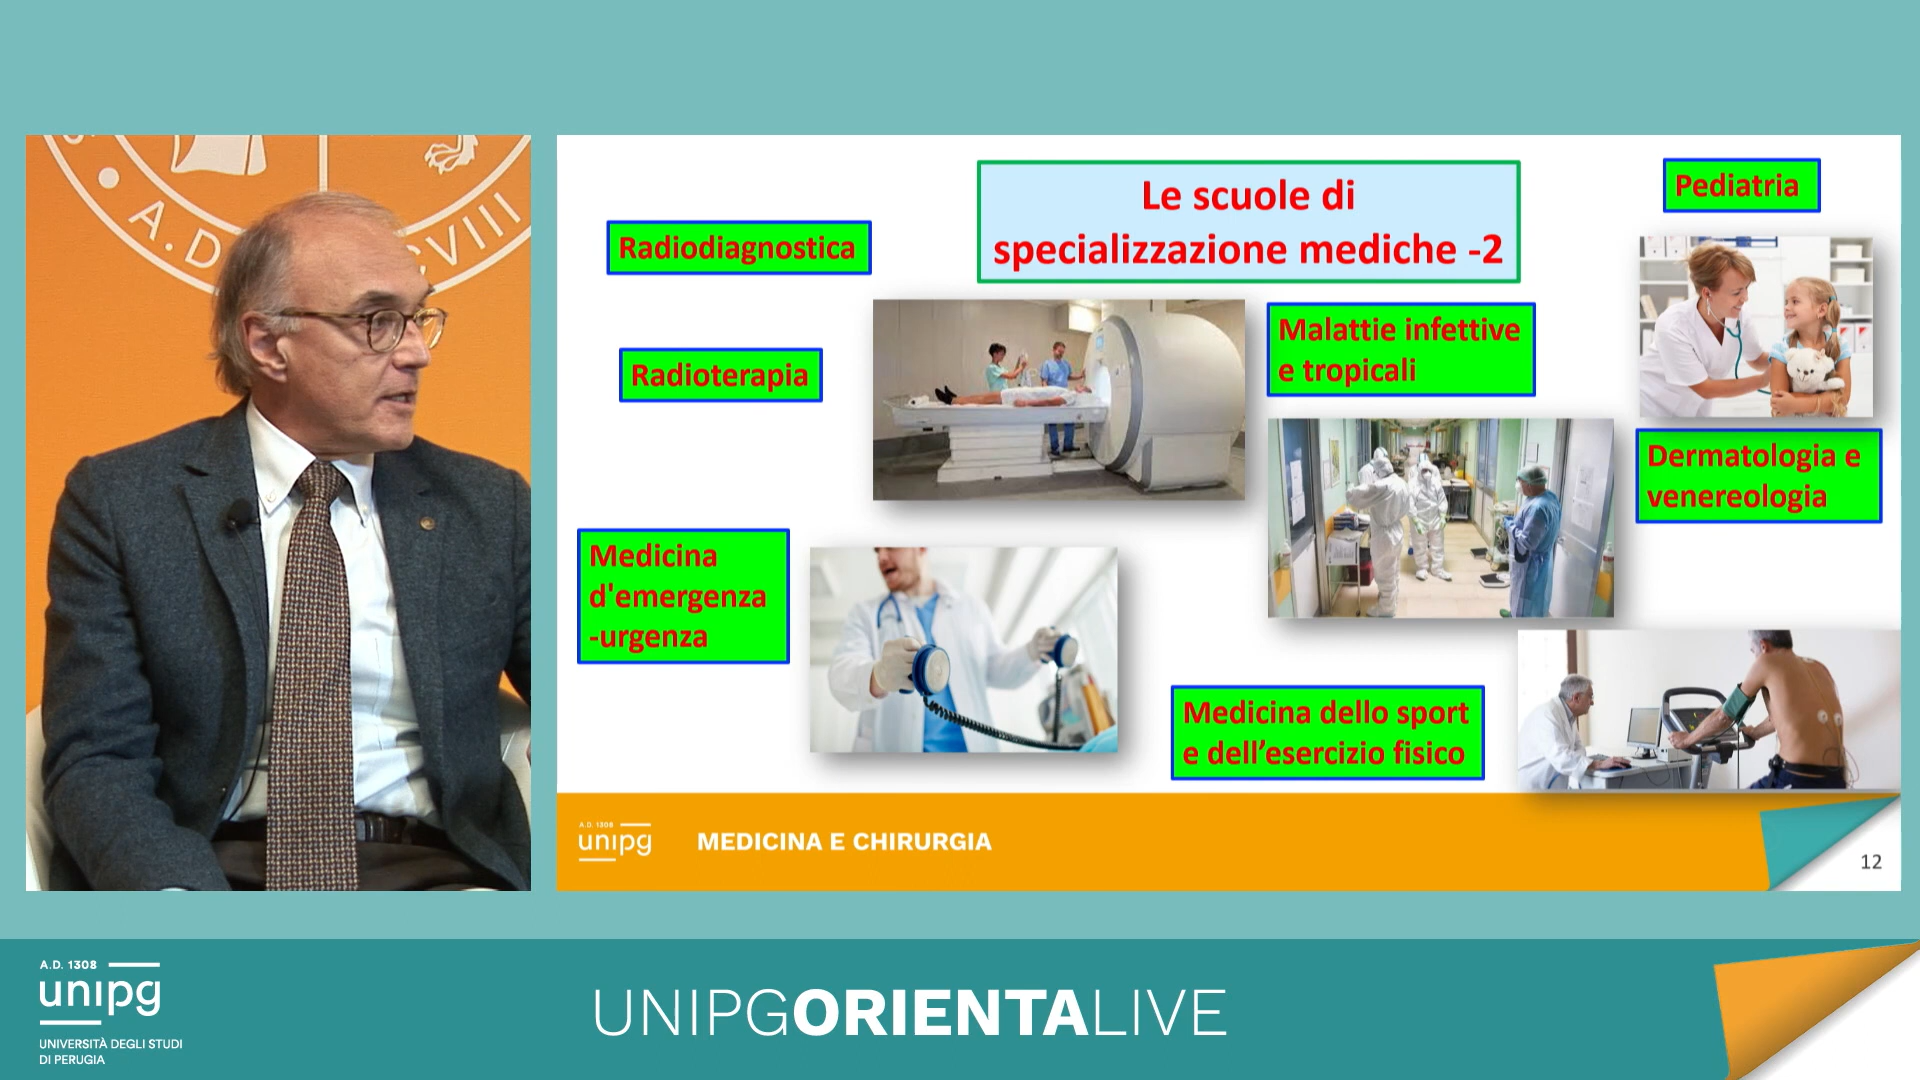 A.D.
CVIII
Le scuole di
specializzazione mediche -2
Pediatria
Radiodiagnostica
Radioterapia
Malattie infettive
e tropicali
Dermatologia e
venereologia
Medicina
d'emergenza
-urgenza
Medicina dello sport
e dell’esercizio fisico
A.D. 1308
unipg
MEDICINA E CHIRURGIA
12
A.D. 1308
unipg
UNIVERSITÀ DEGLI STUDI
DI PERUGIA
UNIPGORIENTALIVE